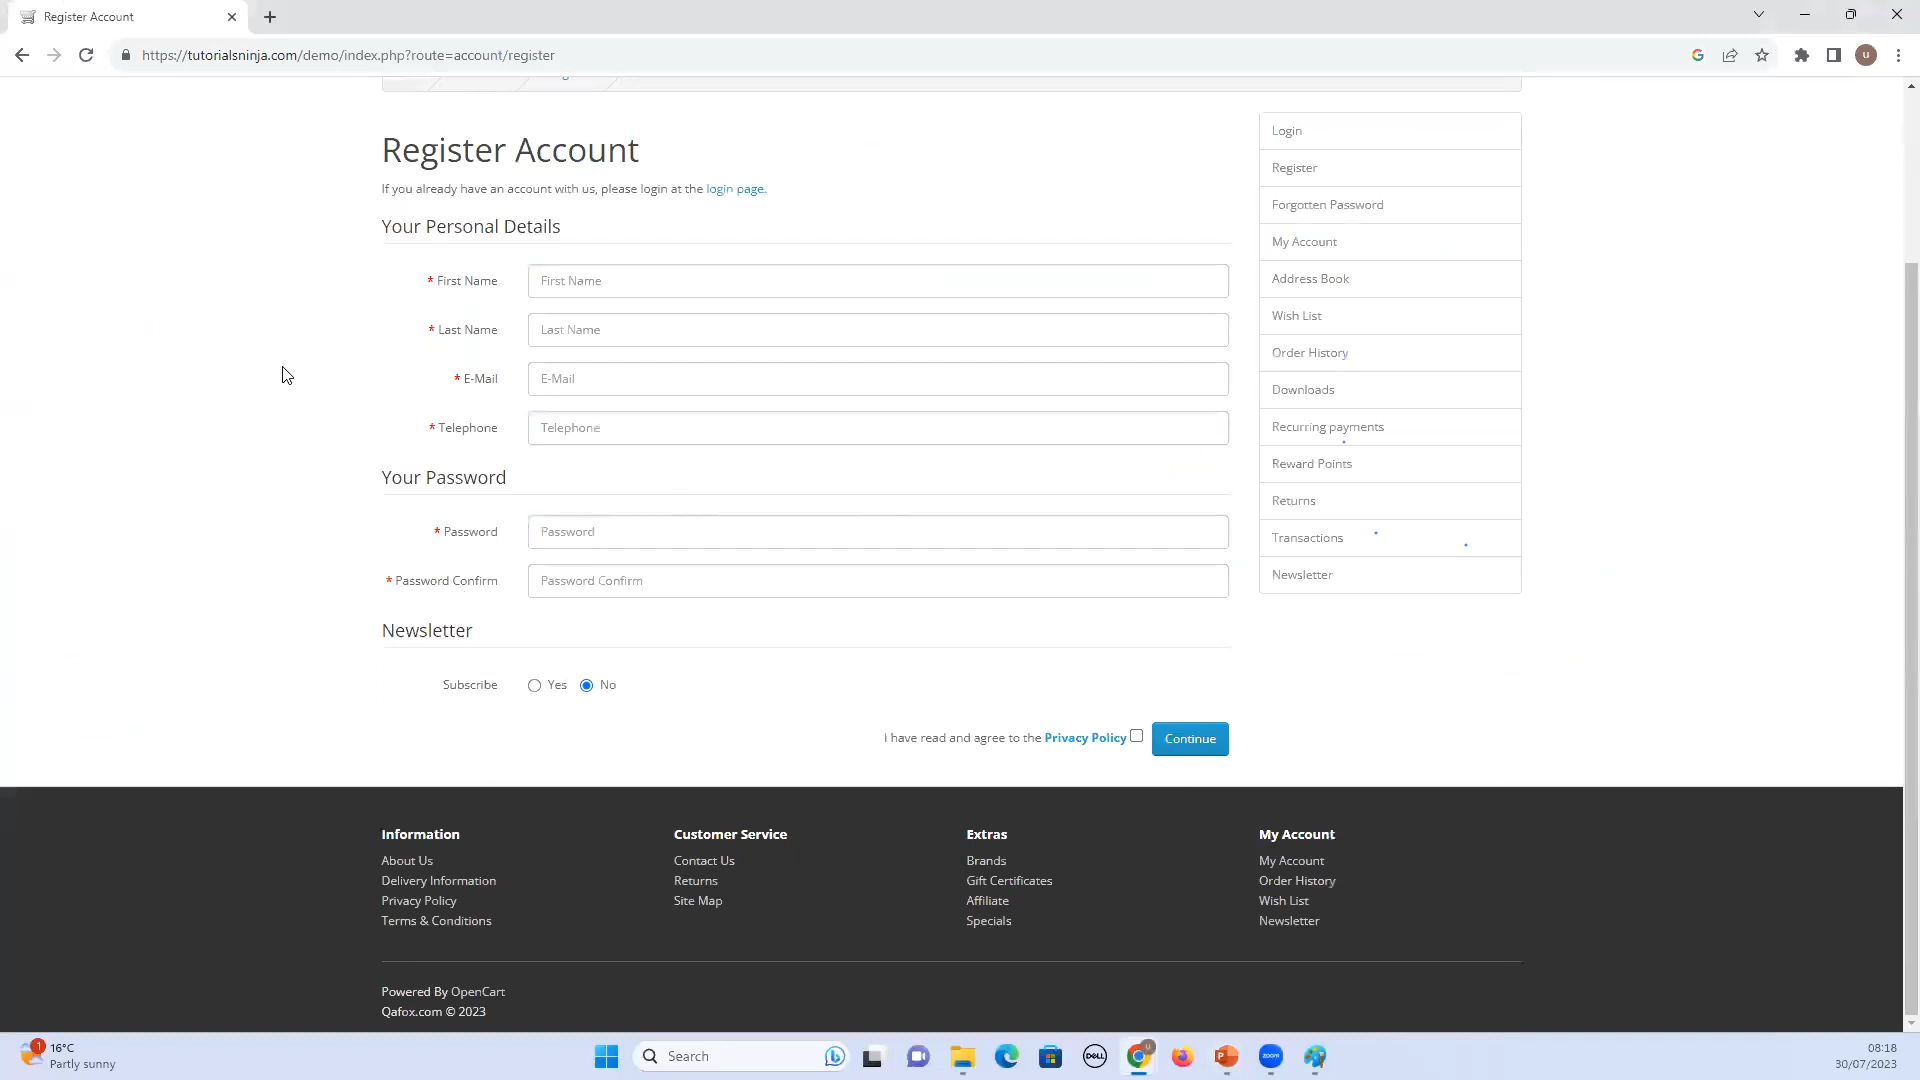 Register Account
https://tutorialsninja.com/demo/index.php?route=account/register
u
Register Account
If you already have an account with us, please login at the login page.
Your Personal Details
* First Name
First Name
* Last Name
Last Name
* E-Mail
E-Mail
* Telephone
Telephone
Your Password
* Password
Password
* Password Confirm
Password Confirm
Newsletter
Subscribe
Yes
No
I have read and agree to the Privacy Policy
Continue
Login
Register
Forgotten Password
My Account
Address Book
Wish List
Order History
Downloads
Recurring payments
Reward Points
Returns
Transactions
Newsletter
Information
About Us
Delivery Information
Privacy Policy
Terms & Conditions
Customer Service
Contact Us
Returns
Site Map
Extras
Brands
Gift Certificates
Affiliate
Specials
My Account
My Account
Order History
Wish List
Newsletter
Powered By OpenCart
Qafox.com © 2023
1
16°C
Partly sunny
Search
DELL
u
P
zoom
08:18
30/07/2023